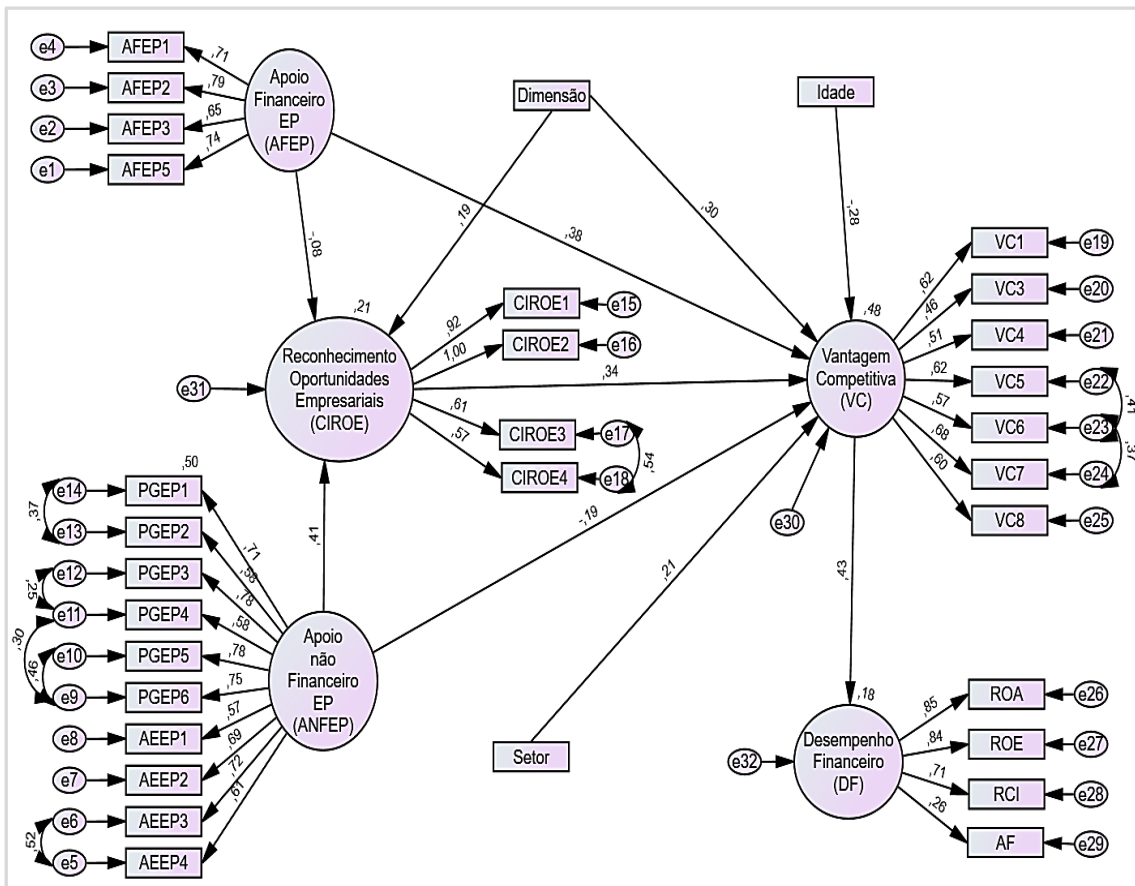 e4
AFEP1
,71
e3
AFEP2
,79
e2
AFEP3
,65
e1
AFEP5
,74
Apoio
Financeiro
EP
(AFEP)
Dimensão
Idade
-,08
,19
,38
,30
-,28
,21
Reconhecimento
Oportunidades
Empresariais
(CIROE)
e31
,92
CIROE1
e15
1,00
CIROE2
e16
,34
,61
CIROE3
e17
,57
CIROE4
e18
,54
,48
Vantagem
Competitiva
(VC)
e30
,62
VC1
e19
,46
VC3
e20
,51
VC4
e21
,62
VC5
e22
,57
VC6
e23
,68
VC7
e24
,60
VC8
e25
,41
,37
,50
e14
PGEP1
,71
,37
e13
PGEP2
,58
e12
PGEP3
,78
,25
e11
PGEP4
,58
,30
e10
PGEP5
,78
,46
e9
PGEP6
,75
e8
AEEP1
,57
e7
AEEP2
,69
e6
AEEP3
,72
,52
e5
AEEP4
,61
Apoio
não
Financeiro
EP
(ANFEP)
,41
-,19
,21
Setor
,43
,18
Desempenho
Financeiro
(DF)
e32
,85
ROA
e26
,84
ROE
e27
,71
RCI
e28
,26
AF
e29